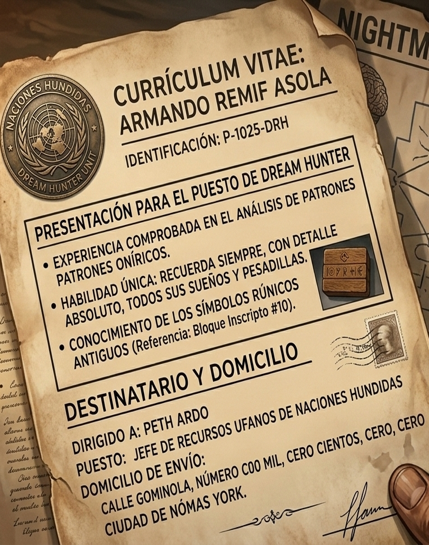 NIGHTM
NACIONES HUNDIDAS
DREAM HUNTER UNIT
CURRÍCULUM VITAE:
ARMANDO REMIF ASOLA
IDENTIFICACIÓN: P-1025-DRH
PRESENTACIÓN PARA EL PUESTO DE DREAM HUNTER
• EXPERIENCIA COMPROBADA EN EL ANÁLISIS DE PATRONES
PATRONES ONÍRICOS.
• HABILIDAD ÚNICA: RECUERDA SIEMPRE, CON DETALLE
ABSOLUTO, TODOS SUS SUEÑOS Y PESADILLAS.
• CONOCIMIENTO DE LOS SÍMBOLOS RÚNICOS
ANTIGUOS (Referencia: Bloque Inscripto #10).
DESTINATARIO Y DOMICILIO
DIRIGIDO A: PETH ARDO
PUESTO: JEFE DE RECURSOS UFANOS DE NACIONES HUNDIDAS
DOMICILIO DE ENVÍO:
CALLE GOMINOLA, NÚMERO C00 MIL, CERO CIENTOS, CERO, CERO
CIUDAD DE NÓMAS YORK.